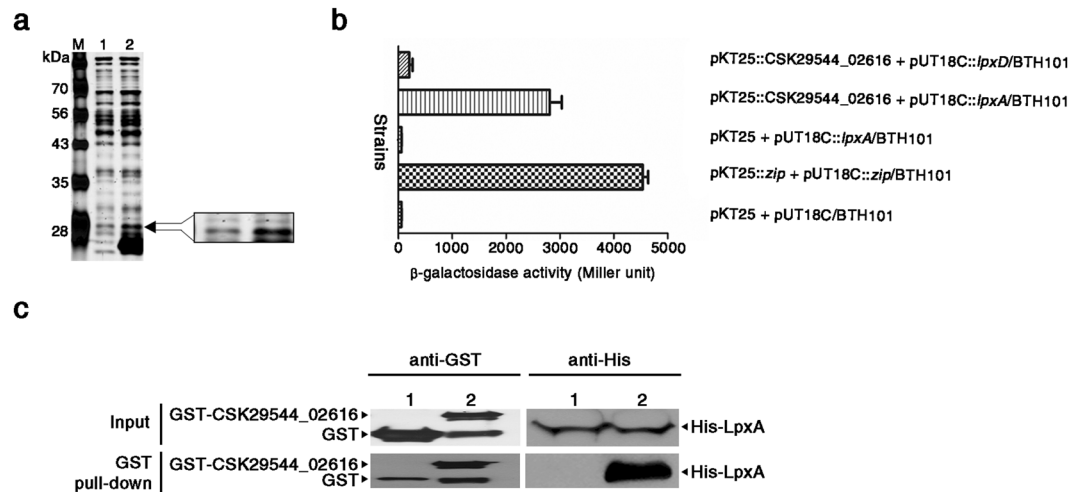 a
M 1 2
kDa
70
56
43
35
28
b
Strains
pKT25::CSK29544_02616 + pUT18C::lpxD/BTH101
pKT25::CSK29544_02616 + pUT18C::lpxA/BTH101
pKT25 + pUT18C::lpxA/BTH101
pKT25::zip + pUT18C::zip/BTH101
pKT25 + pUT18C/BTH101
0 1000 2000 3000 4000 5000
β-galactosidase activity (Miller unit)
c
anti-GST anti-His
1 2 1 2
Input
GST-CSK29544_02616
GST
His-LpxA
GST
pull-down
GST-CSK29544_02616
GST
His-LpxA